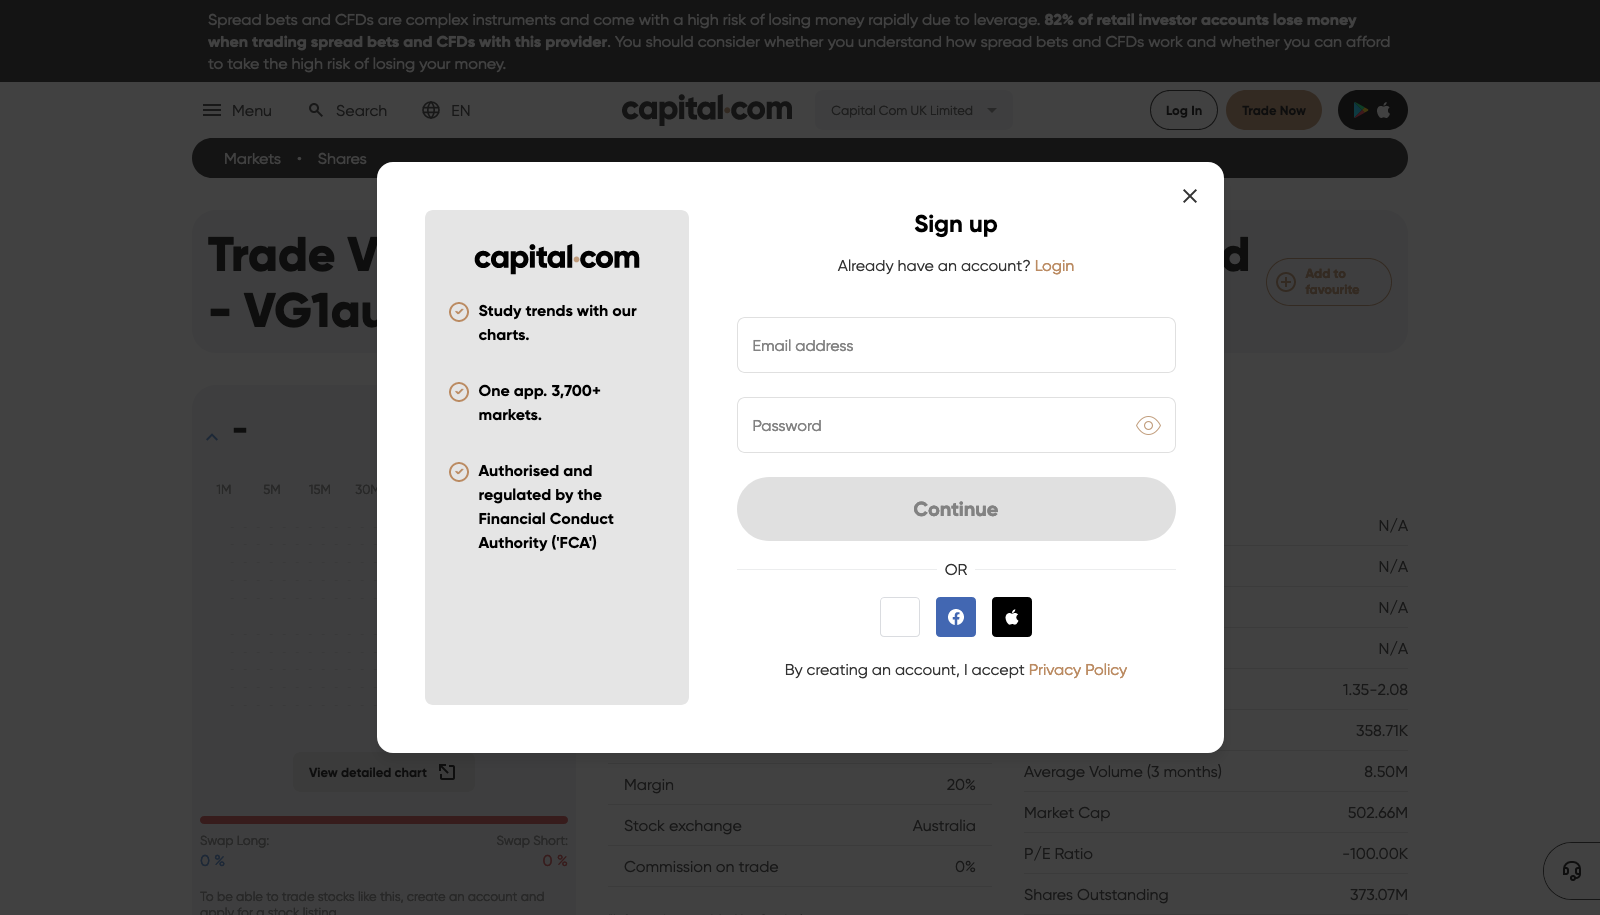 Spread bets and CFDs are complex instruments and come with a high risk of losing money rapidly due to leverage. 82% of retail investor accounts lose money
when trading spread bets and CFDs with this provider. You should consider whether you understand how spread bets and CFDs work and whether you can afford
to take the high risk of losing your money.
Menu Search EN capital.com Capital Com UK Limited Log In Trade Now
Markets • Shares
Trade V
- VG1au
d
Add to
favourite
-
1M 5M 15M 30M
View detailed chart
Swap Long: Swap Short:
0 % 0 %
To be able to trade stocks like this, create an account and
apply for a stock listing
capital.com
Study trends with our
charts.
One app. 3,700+
markets.
Authorised and
regulated by the
Financial Conduct
Authority ('FCA')
Sign up
Already have an account? Login
Email address
Password
Continue
OR
By creating an account, I accept Privacy Policy
Margin 20%
Stock exchange Australia
Commission on trade 0%
N/A
N/A
N/A
N/A
1.35-2.08
358.71K
Average Volume (3 months) 8.50M
Market Cap 502.66M
P/E Ratio -100.00K
Shares Outstanding 373.07M